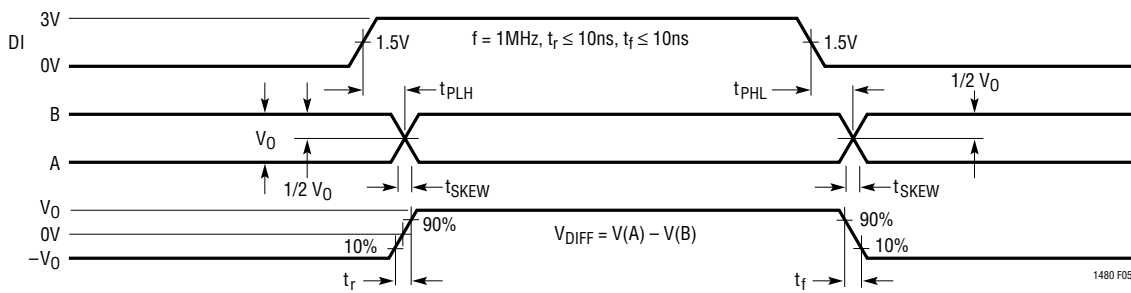 3V
DI
0V
1.5V
f = 1MHz, tr ≤ 10ns, tf ≤ 10ns
1.5V
tPLH
tPHL
1/2 VO
B
VO
A
1/2 VO
tSKEW
tSKEW
VO
0V
–VO
10%
90%
VDIFF = V(A) – V(B)
90%
10%
tr
tf
1480 F05